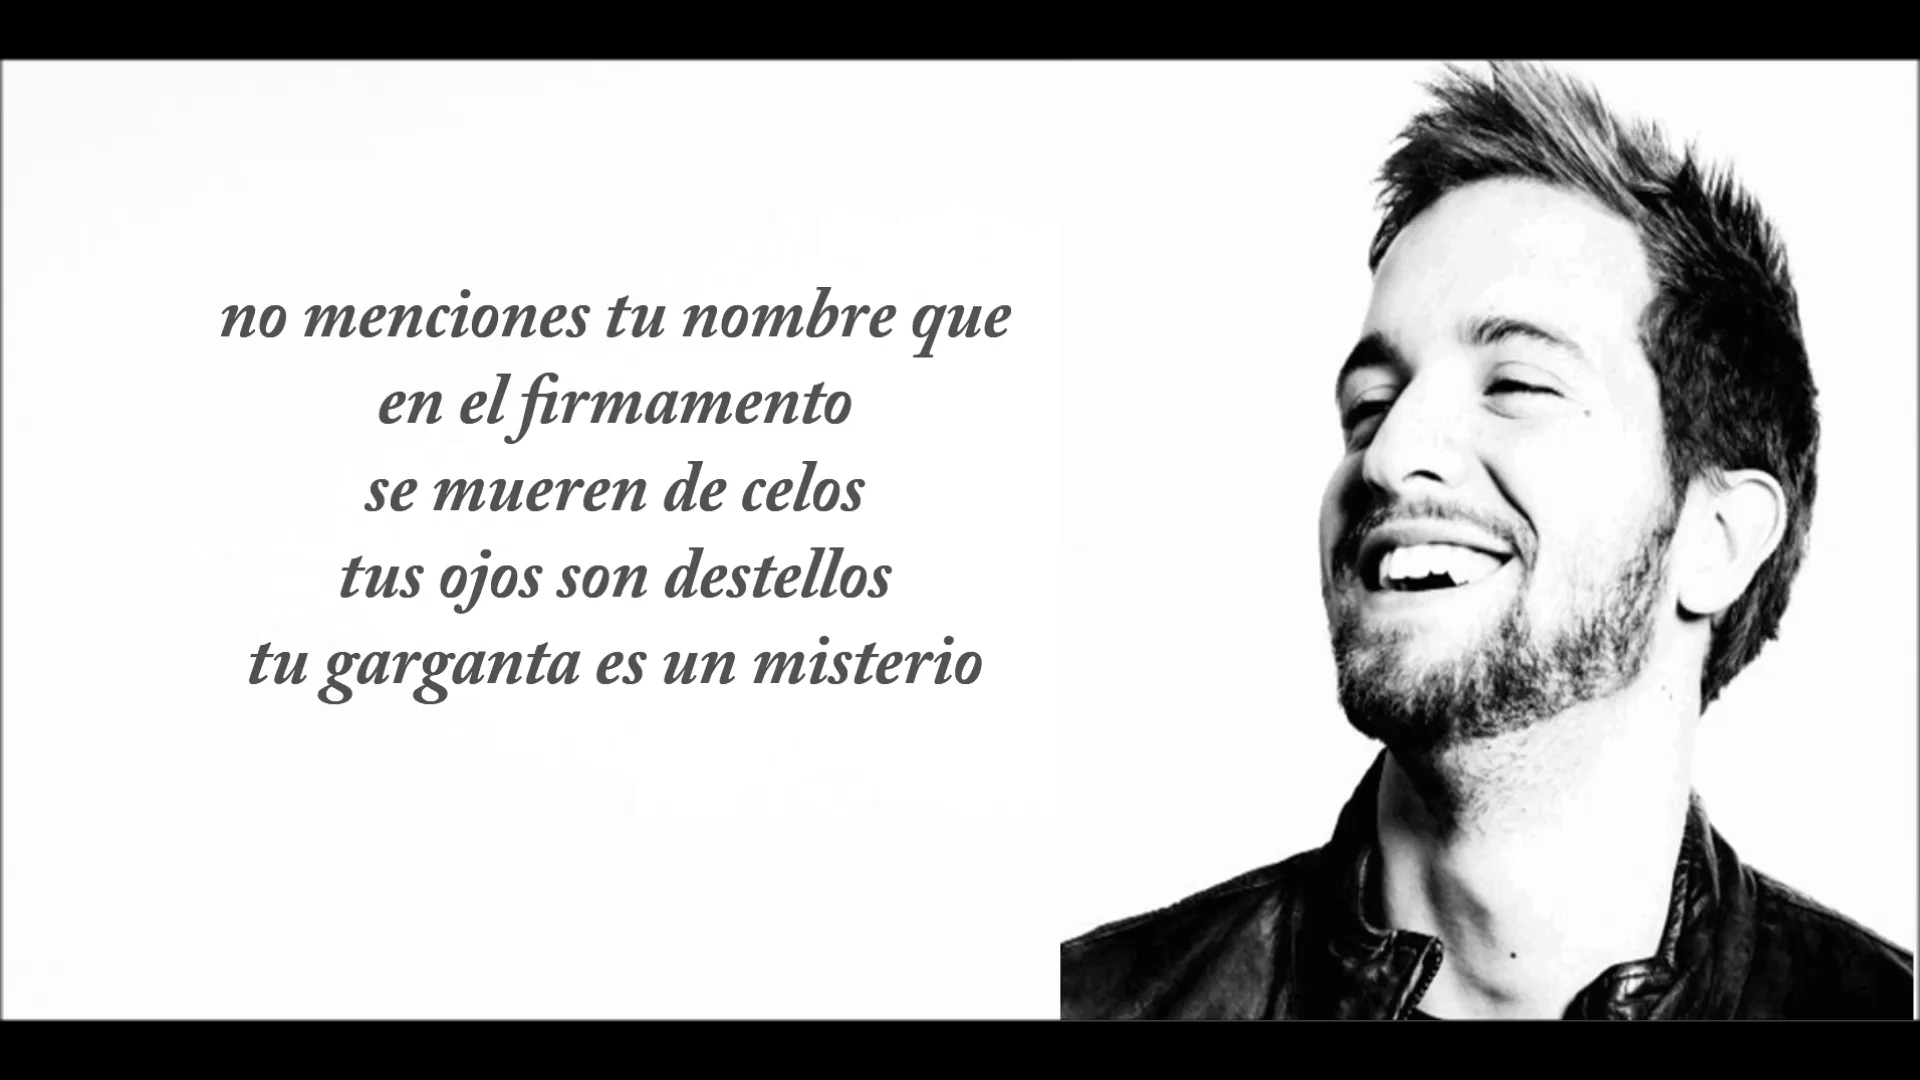 no menciones tu nombre que
en el firmamento
se mueren de celos
tus ojos son destellos
tu garganta es un misterio